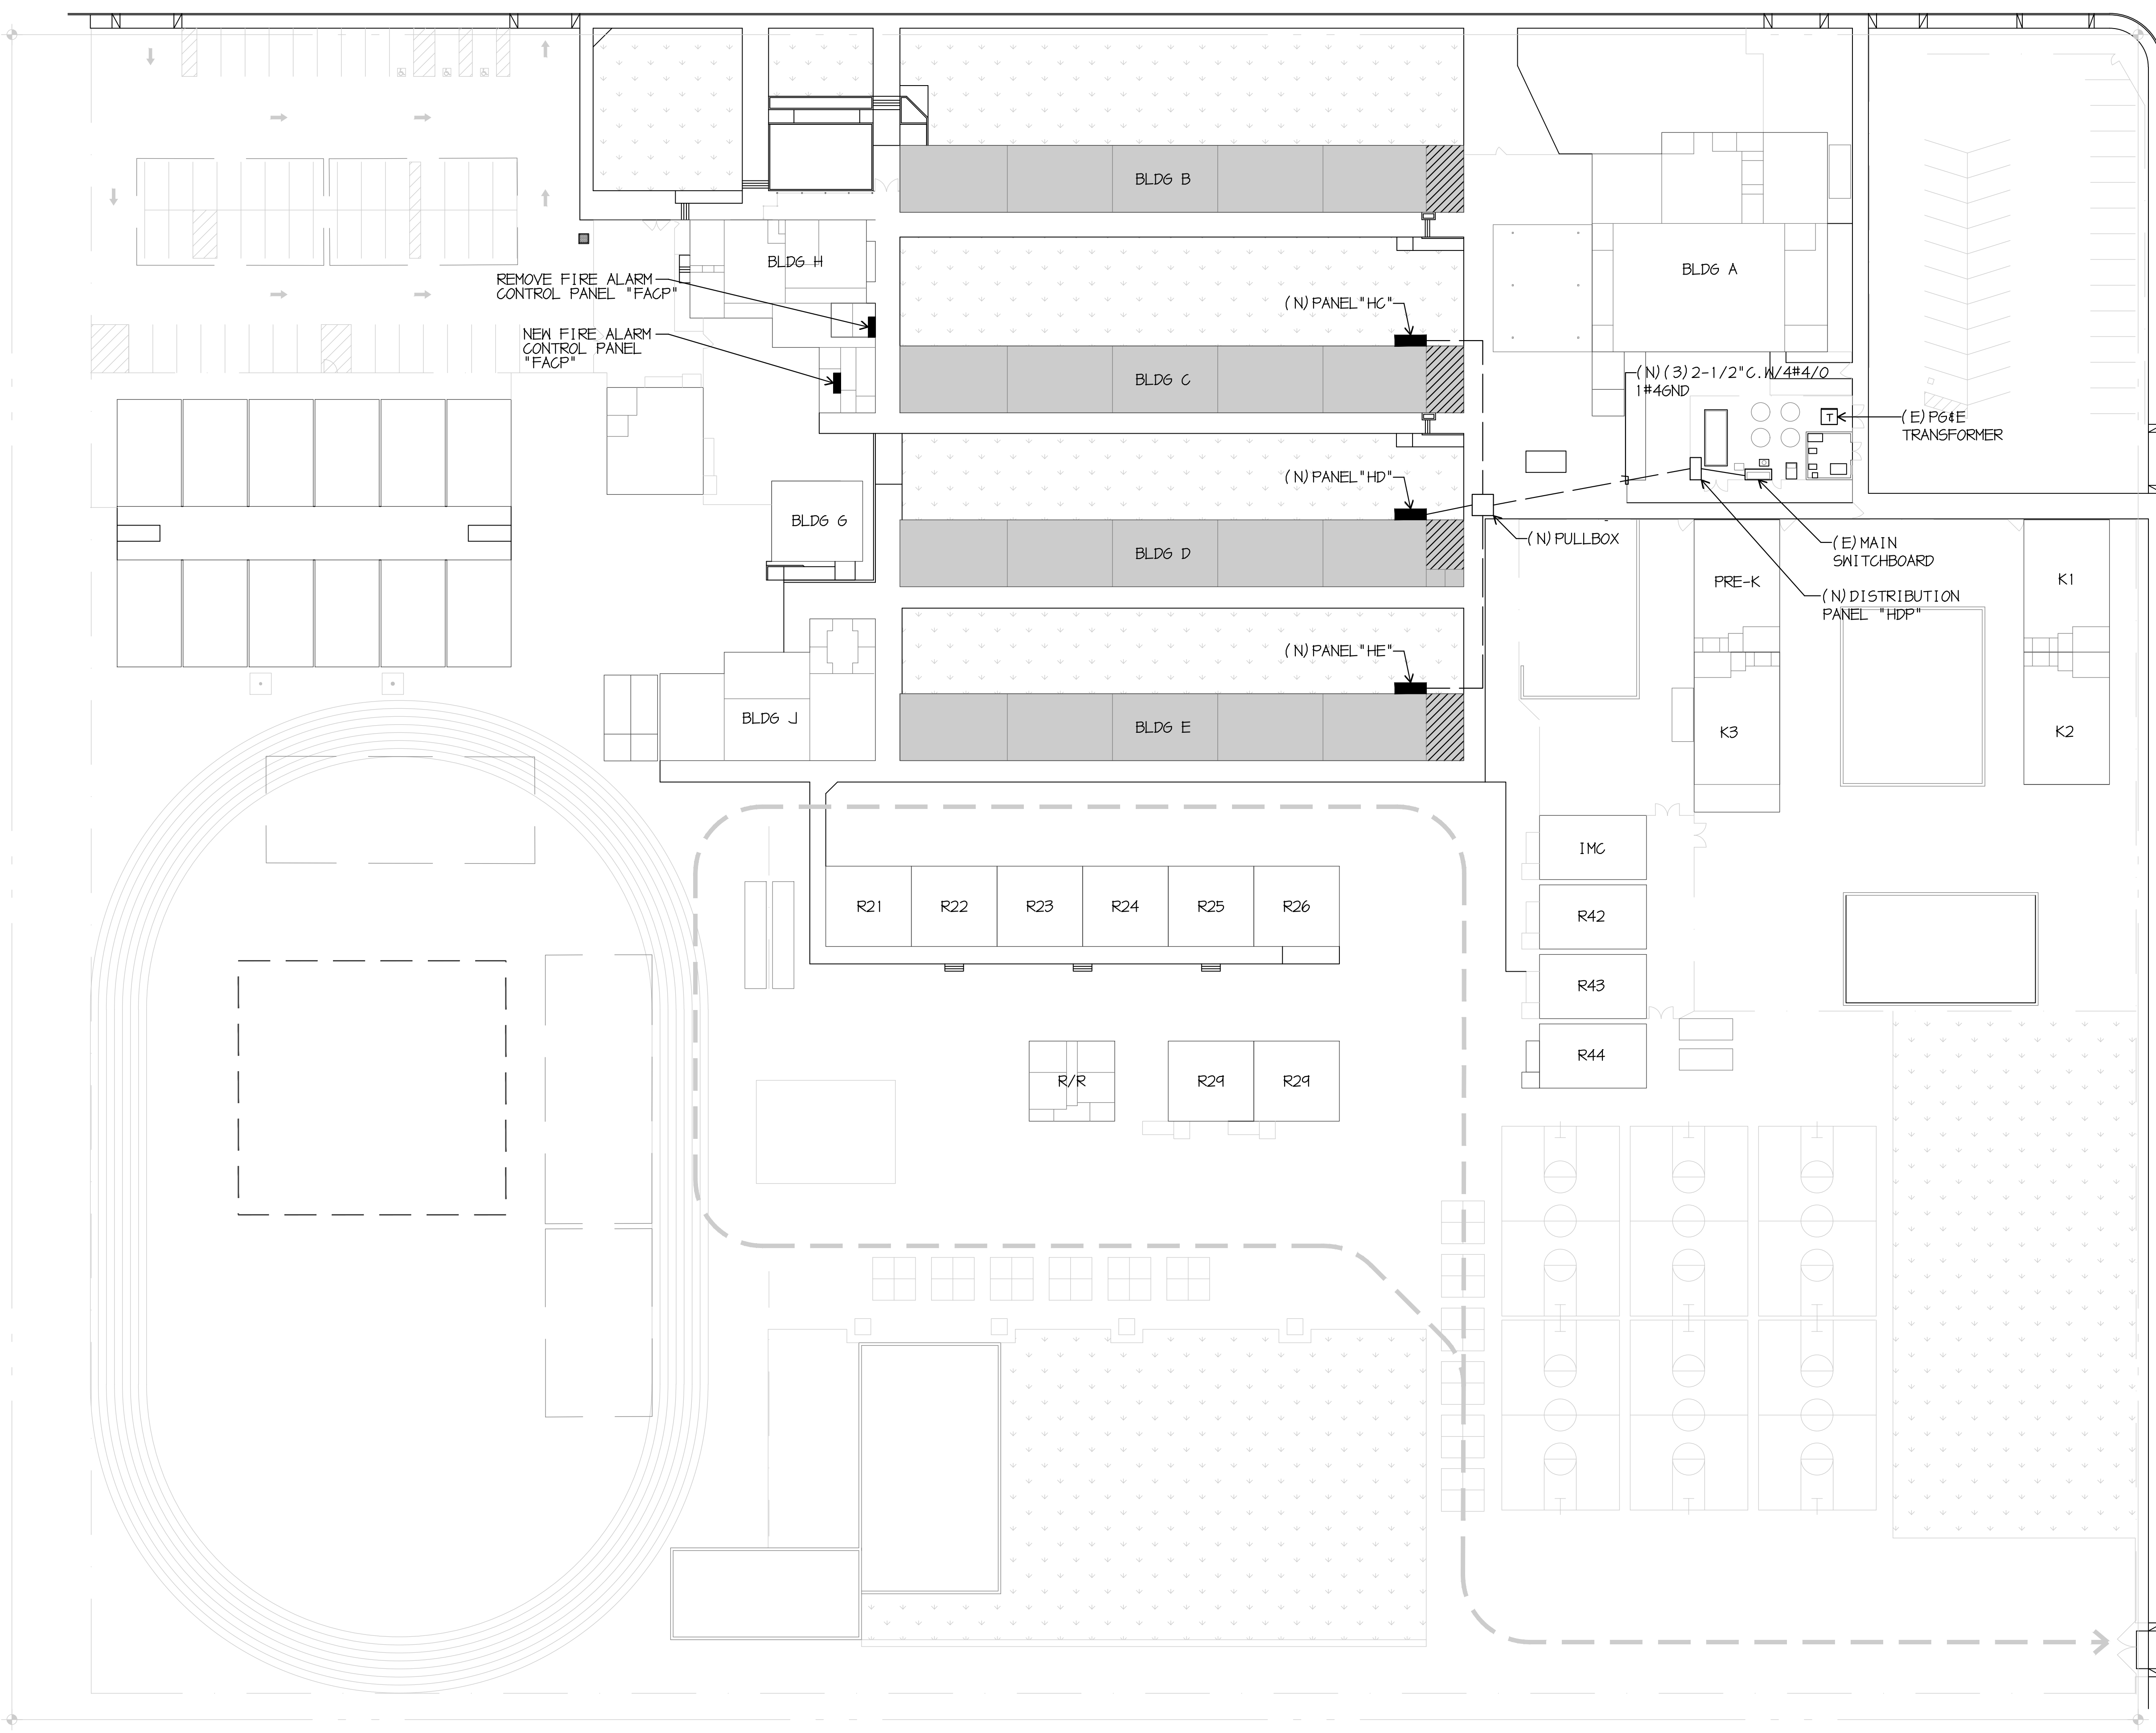 BLDG B
BLDG H
BLDG A
REMOVE FIRE ALARM
CONTROL PANEL "FACP"
(N) PANEL "HC"
NEW FIRE ALARM
CONTROL PANEL
"FACP"
BLDG C
(N) (3) 2-1/2"C. W/4#4/0
1#4GND
T
(E) PG&E
TRANSFORMER
(N) PANEL "HD"
BLDG G
(N) PULLBOX
(E) MAIN
SWITCHBOARD
BLDG D
PRE-K
K1
(N) DISTRIBUTION
PANEL "HDP"
(N) PANEL "HE"
BLDG J
BLDG E
K3
K2
IMC
R21
R22
R23
R24
R25
R26
R42
R43
R44
R/R
R29
R29